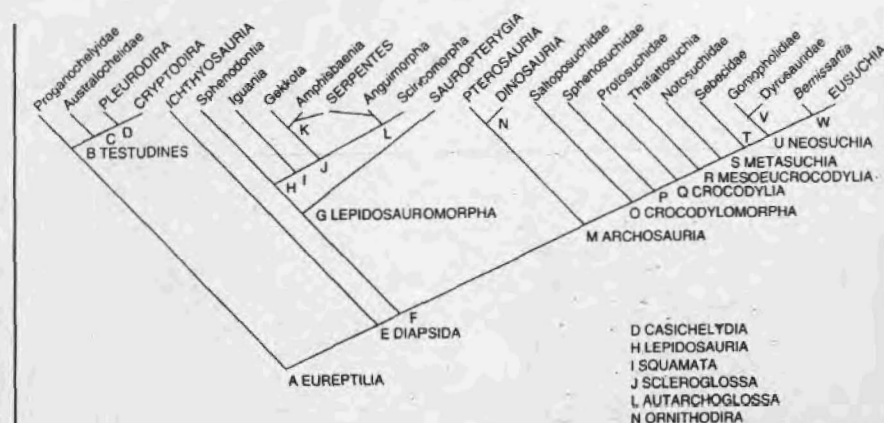 Proganochelyidae
Australochelidae
PLEURODIRA
CRYPTODIRA
ICHTHYOSAURIA
Sphenodontia
Iguania
Gekkota
Amphisbaenia
SERPENTES
Anguimorpha
Scincomorpha
SAUROPTERYGIA
PTEROSAURIA
DINOSAURIA
Saltoposuchidae
Sphenosuchidae
Protosuchidae
Thalattosuchia
Notosuchidae
Sebecidae
Goniopholidae
Dyrosauridae
Bernissartia
EUSUCHIA
C D
B TESTUDINES
K
L
H I J
G LEPIDOSAUROMORPHA
N
V
W
T
U NEOSUCHIA
S METASUCHIA
R MESOEUCROCODYLIA
P Q CROCODYLIA
O CROCODYLOMORPHA
M ARCHOSAURIA
F
E DIAPSIDA
A EUREPTILIA
D CASICHELYDIA
H LEPIDOSAURIA
I SQUAMATA
J SCLEROGLOSSA
L AUTARCHOGLOSSA
N ORNITHODIRA